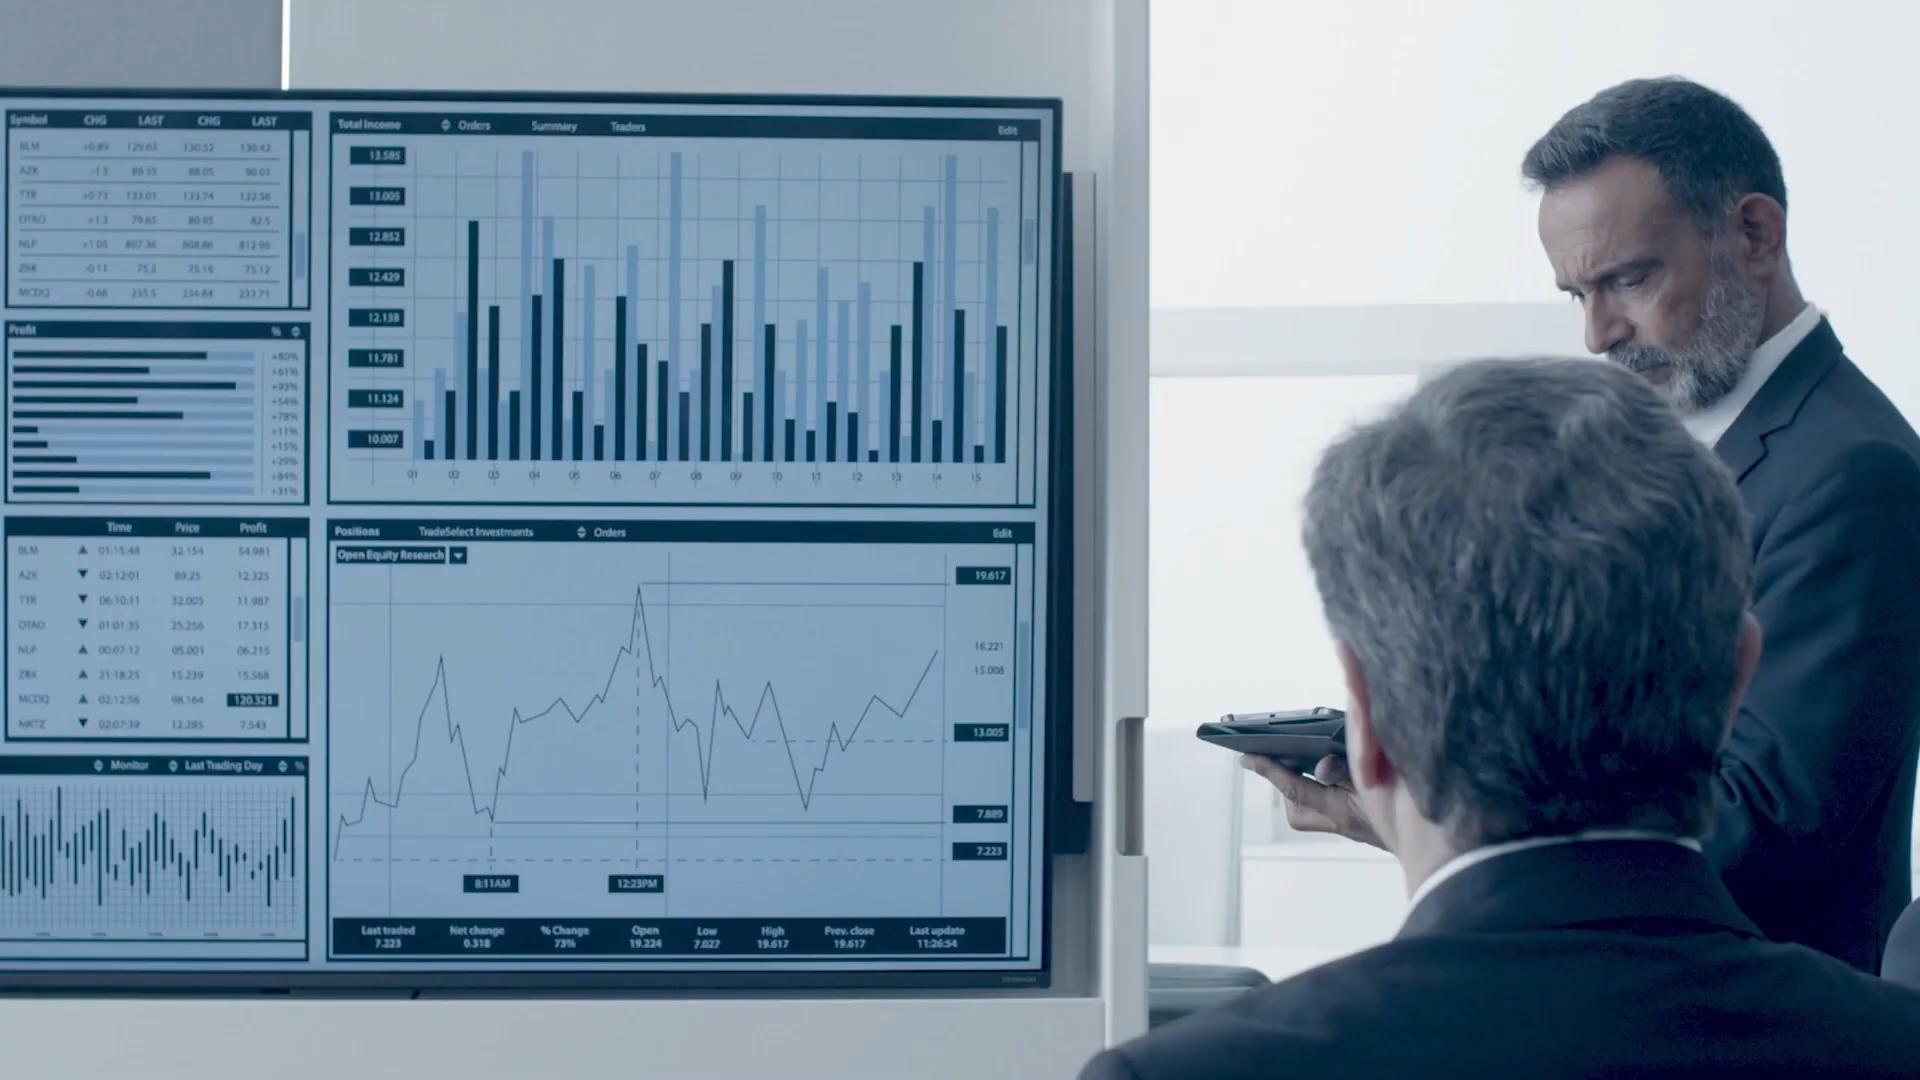 Symbol CHG LAST CHG LAST
BLM +0.89 129.63 130.52 130.42
AZK -1.5 89.55 88.05 90.01
TTR +0.73 133.01 133.74 132.56
OTAO +1.3 79.65 80.95 82.5
NLP +1.05 807.36 808.86 812.98
ZBK -0.11 75.3 75.19 75.12
MCDQ -0.66 235.5 234.84 233.71
Profit %
+80%
+61%
+93%
+54%
+78%
+11%
+15%
+29%
+84%
+31%
Time Price Profit
BLM 01:15:48 32.154 54.981
AZK 02:12:01 89.25 12.325
TTR 06:10:11 32.005 11.987
OTAO 01:01:35 25.256 17.315
NLP 00:07:12 05.001 06.215
ZBK 21:18:25 15.239 15.568
MCDQ 02:12:56 98.164 120.321
MRTZ 02:07:39 12.285 7.543
Monitor Last Trading Day %
Total Income Orders Summary Traders Edit
13.585
13.005
12.852
12.429
12.138
11.781
11.124
10.007
01 02 03 04 05 06 07 08 09 10 11 12 13 14 15
Positions TradeSelect Investments Orders Edit
Open Equity Research
19.617
16.221
15.008
13.005
7.889
7.223
8:11AM 12:23PM
Last traded Net change % Change Open Low High Prev. close Last update
7.223 0.318 73% 19.224 7.027 19.617 19.617 11:26:54